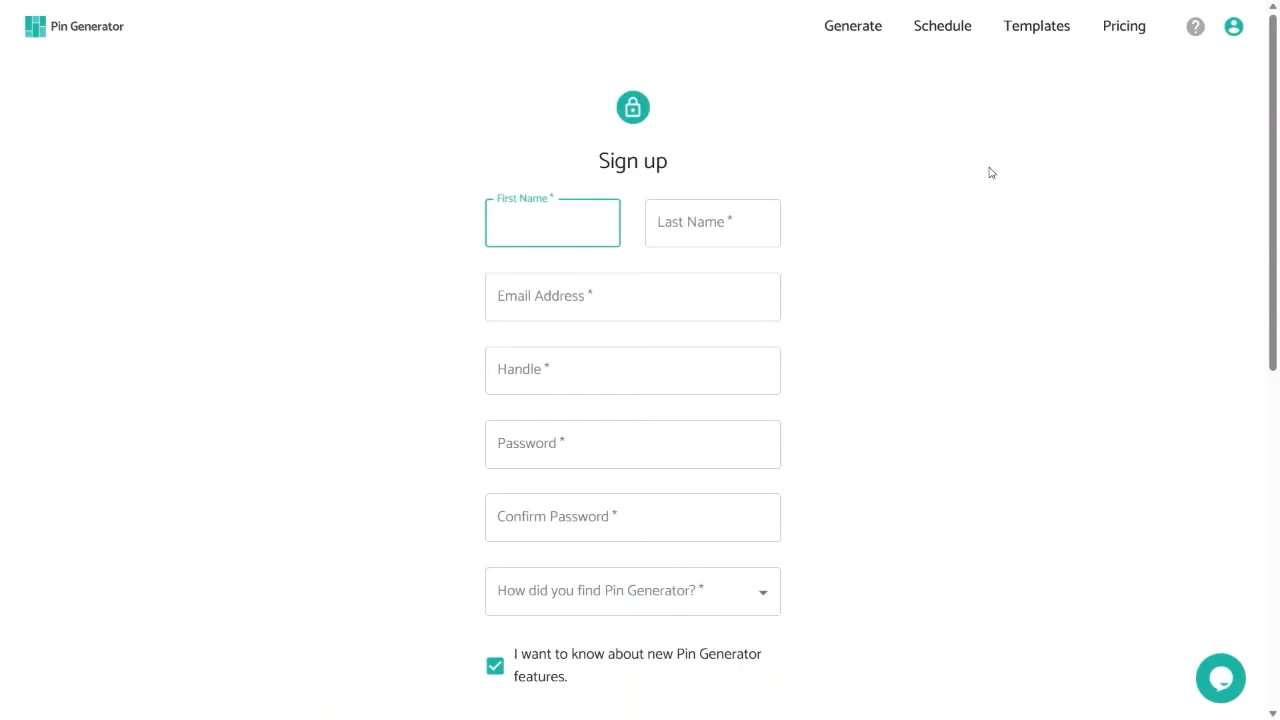 Pin Generator
Generate
Schedule
Templates
Pricing
?
Sign up
First Name *
Last Name *
Email Address *
Handle *
Password *
Confirm Password *
How did you find Pin Generator? *
I want to know about new Pin Generator
features.